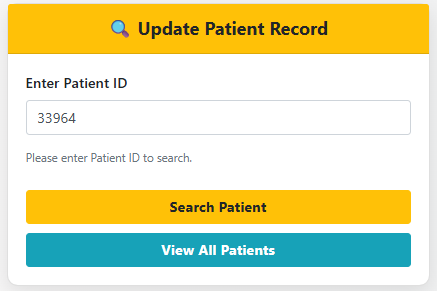 Update Patient Record
Enter Patient ID
33964
Please enter Patient ID to search.
Search Patient
View All Patients